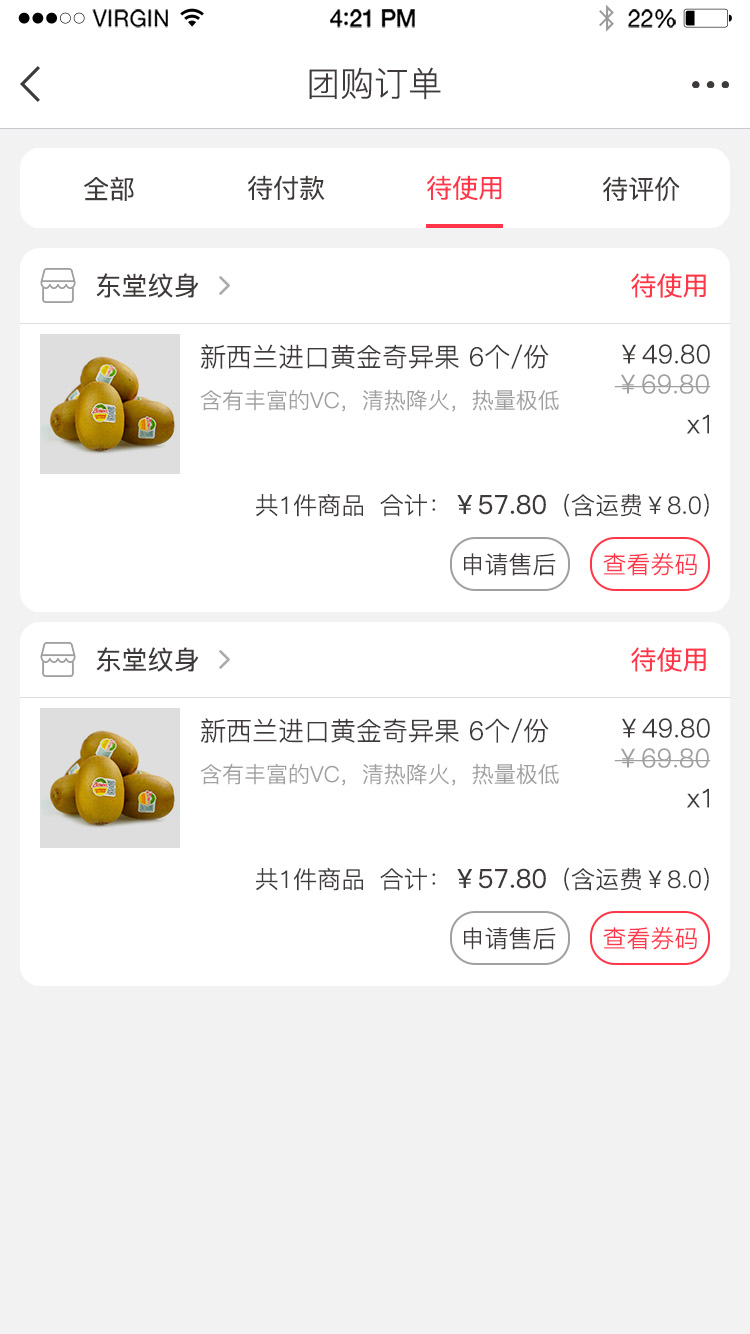 VIRGIN 4:21 PM 22%
团购订单
全部 待付款 待使用 待评价
东堂纹身 待使用
新西兰进口黄金奇异果 6个/份 ￥49.80
￥69.80
含有丰富的VC，清热降火，热量极低
x1
共1件商品 合计：￥57.80（含运费￥8.0）
申请售后 查看券码
东堂纹身 待使用
新西兰进口黄金奇异果 6个/份 ￥49.80
￥69.80
含有丰富的VC，清热降火，热量极低
x1
共1件商品 合计：￥57.80（含运费￥8.0）
申请售后 查看券码